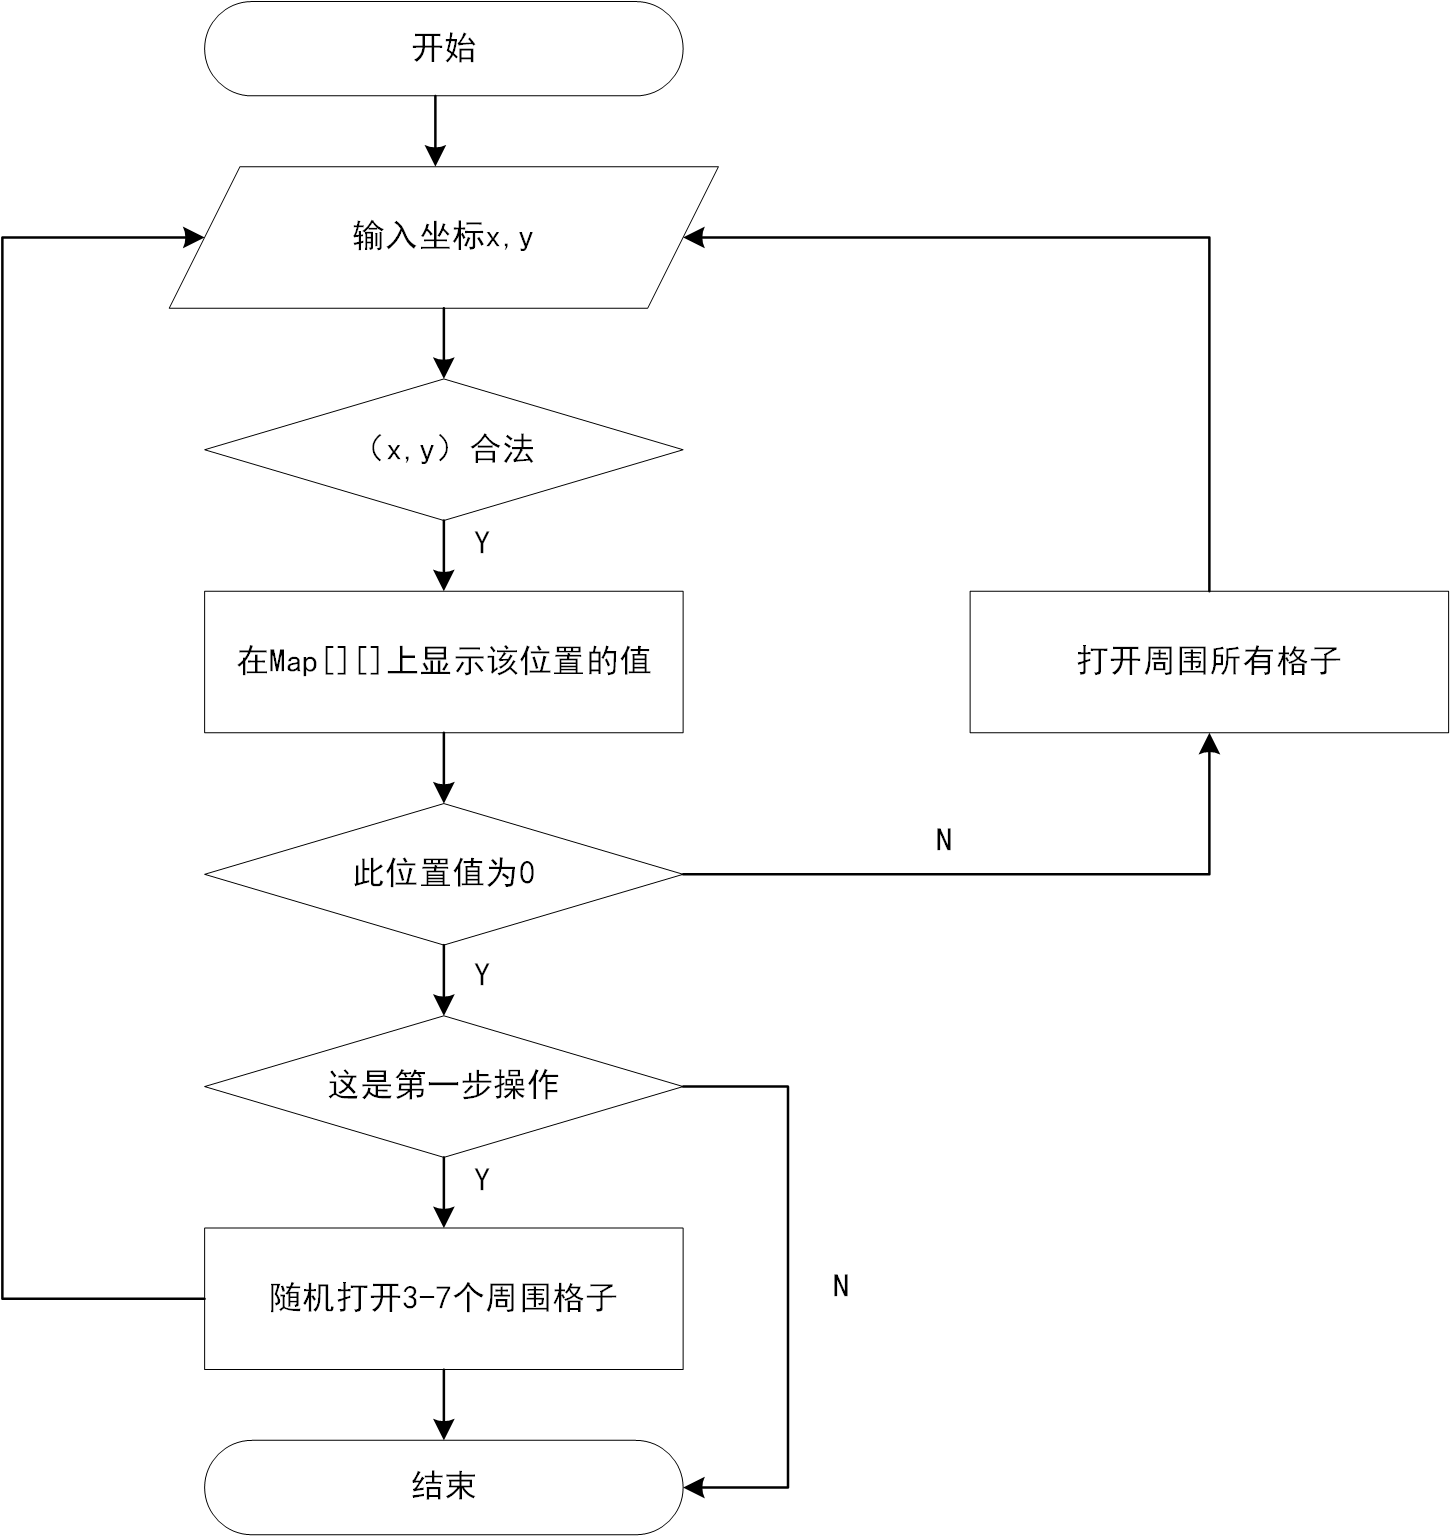 开始
输入坐标x,y
（x,y）合法
Y
在Map[][]上显示该位置的值
打开周围所有格子
N
此位置值为0
Y
这是第一步操作
Y
N
随机打开3-7个周围格子
结束